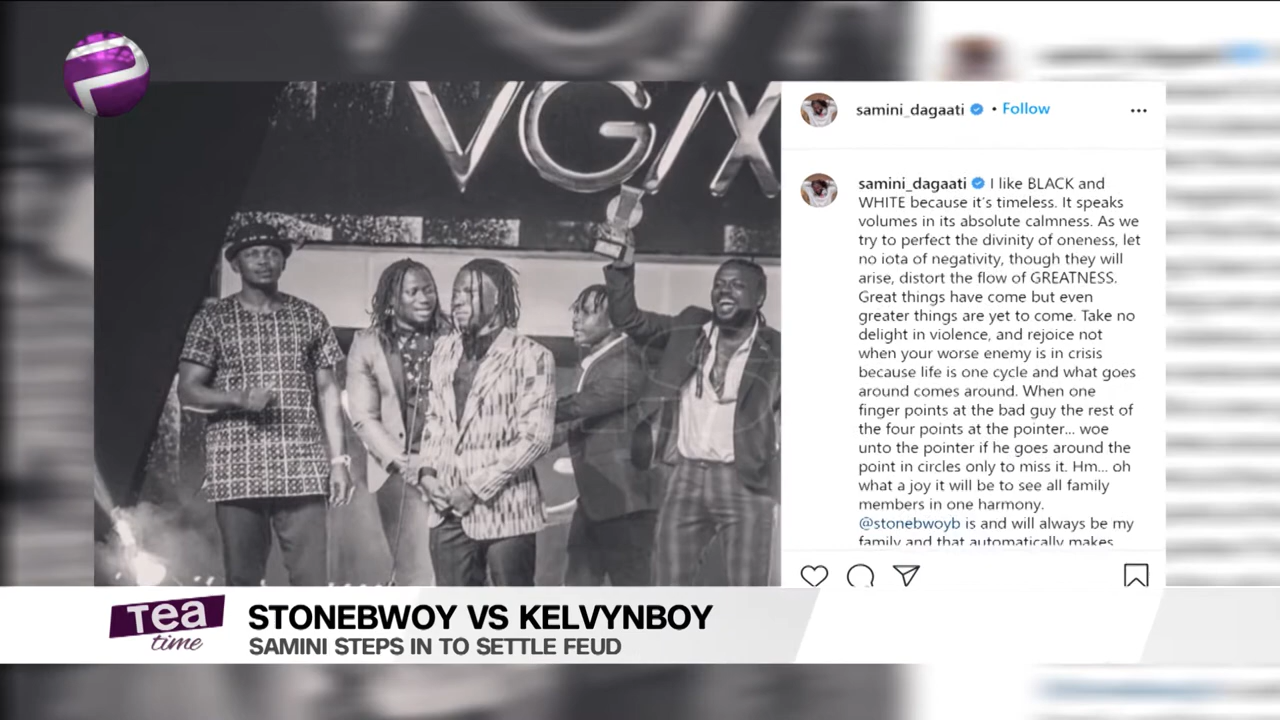 VGMX
samini_dagaati • Follow
samini_dagaati I like BLACK and
WHITE because it's timeless. It speaks
volumes in its absolute calmness. As we
try to perfect the divinity of oneness, let
no iota of negativity, though they will
arise, distort the flow of GREATNESS.
Great things have come but even
greater things are yet to come. Take no
delight in violence, and rejoice not
when your worse enemy is in crisis
because life is one cycle and what goes
around comes around. When one
finger points at the bad guy the rest of
the four points at the pointer... woe
unto the pointer if he goes around the
point in circles only to miss it. Hm... oh
what a joy it will be to see all family
members in one harmony.
@stonebwoyb is and will always be my
family and that automatically makes
Tea
time
STONEBWOY VS KELVYNBOY
SAMINI STEPS IN TO SETTLE FEUD